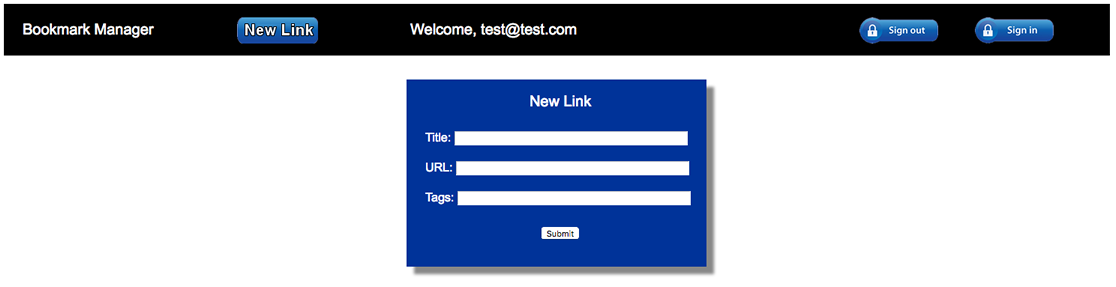 Bookmark Manager New Link Welcome, test@test.com Sign out Sign in
New Link
Title:
URL:
Tags:
Submit